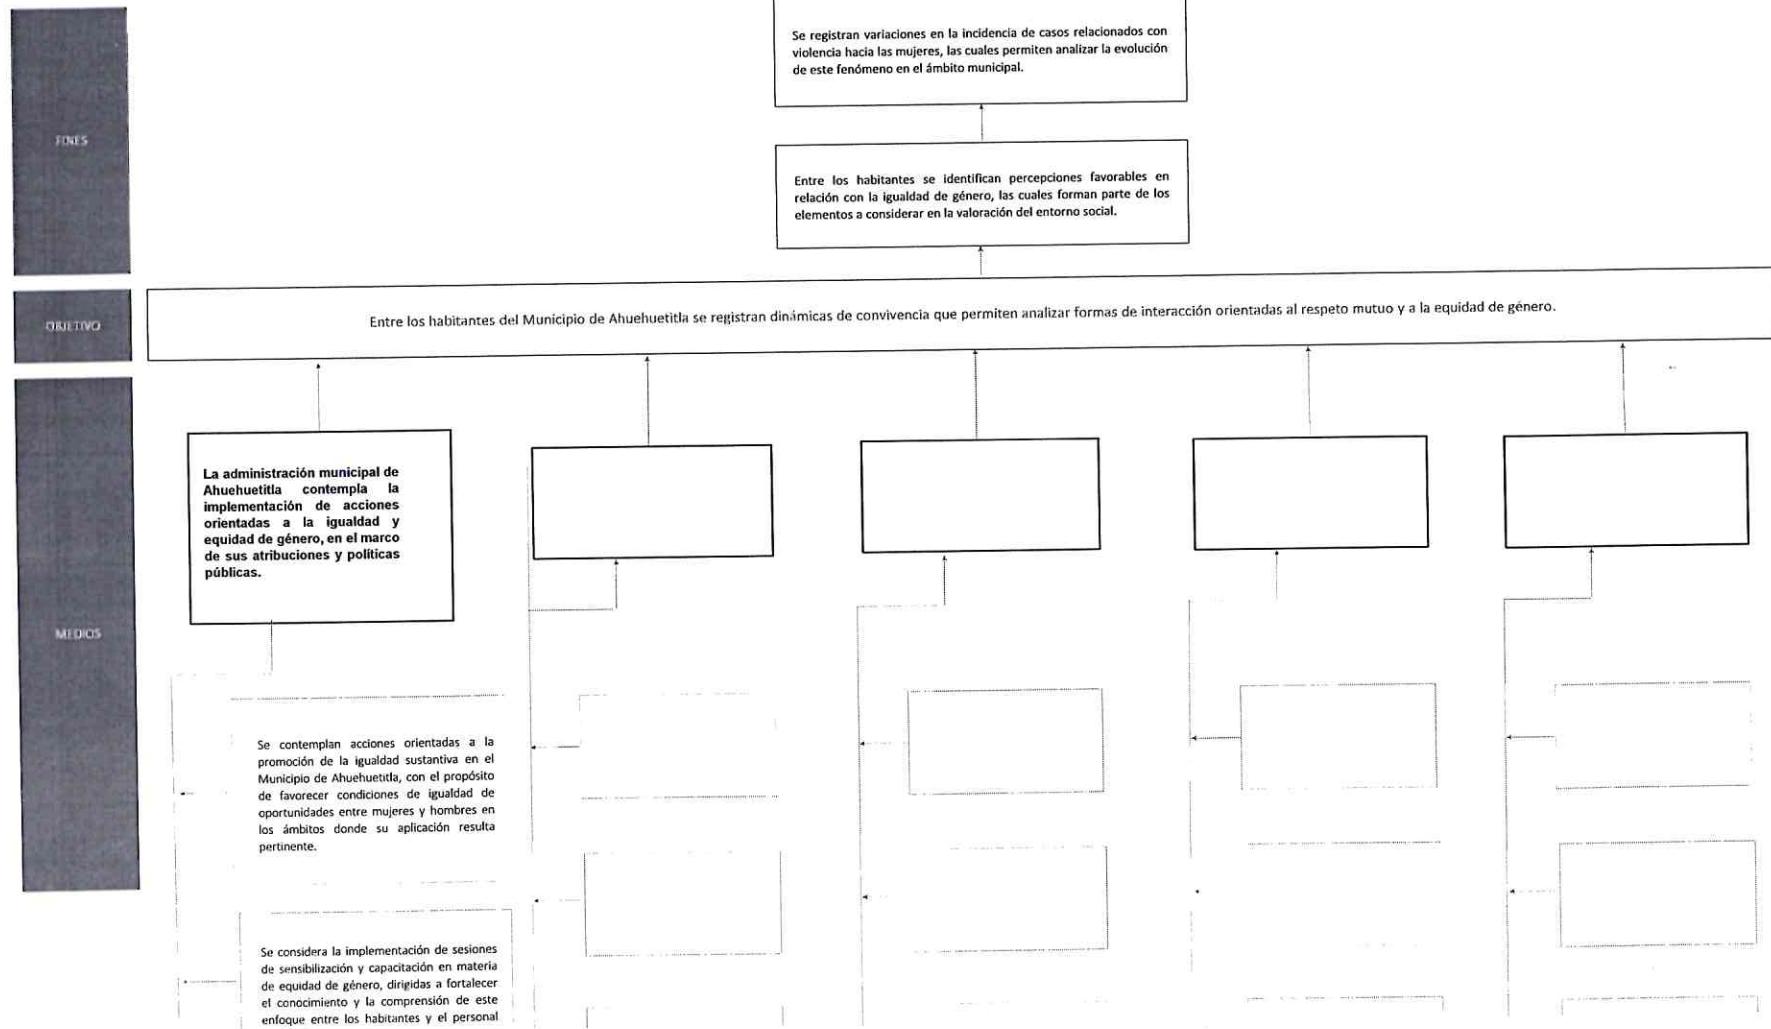 Se registran variaciones en la incidencia de casos relacionados con
violencia hacia las mujeres, las cuales permiten analizar la evolución
de este fenómeno en el ámbito municipal.
FINES
Entre los habitantes se identifican percepciones favorables en
relación con la igualdad de género, las cuales forman parte de los
elementos a considerar en la valoración del entorno social.
OBJETIVO
Entre los habitantes del Municipio de Ahuehuetitla se registran dinámicas de convivencia que permiten analizar formas de interacción orientadas al respeto mutuo y a la equidad de género.
MEDIOS
La administración municipal de
Ahuehuetitla contempla la
implementación de acciones
orientadas a la igualdad y
equidad de género, en el marco
de sus atribuciones y políticas
públicas.
Se contemplan acciones orientadas a la
promoción de la igualdad sustantiva en el
Municipio de Ahuehuetitla, con el propósito
de favorecer condiciones de igualdad de
oportunidades entre mujeres y hombres en
los ámbitos donde su aplicación resulta
pertinente.
Se considera la implementación de sesiones
de sensibilización y capacitación en materia
de equidad de género, dirigidas a fortalecer
el conocimiento y la comprensión de este
enfoque entre los habitantes y el personal